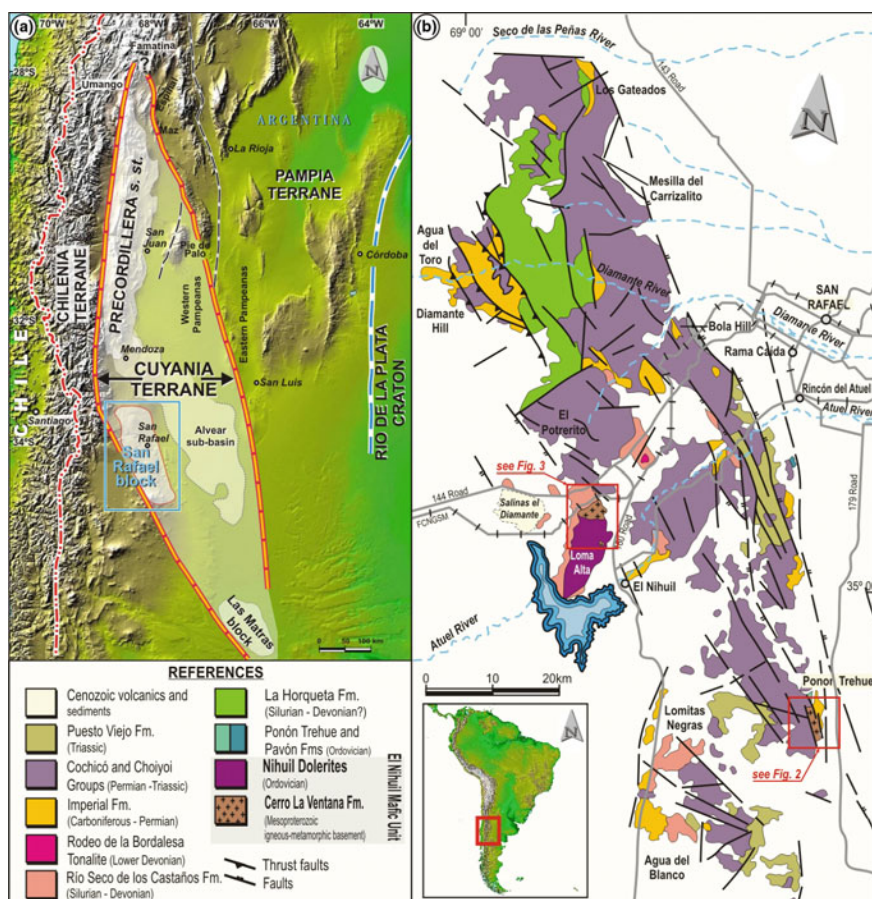 (a)
70°W
68°W
66°W
64°W
Famatina
?
28°S
Umango
Maz
N
ARGENTINA
La Rioja
PAMPIA
TERRANE
PRECORDILLERA s. st.
San
Juan
Pie de
Palo
CHILENIA
TERRANE
Córdoba
Western
Pampeanas
Eastern Pampeanas
32°S
CHILE
Mendoza
CUYANIA
TERRANE
San Luis
RIO DE LA PLATA
CRATON
Santiago
34°S
San
Rafael
San
Rafael
block
Alvear
sub-basin
Las Matras
block
0 50 100 km
(b)
69° 00'
Seco de las Peñas River
143 Road
N
Los Gateados
Mesilla del
Carrizalito
Agua
del
Toro
Diamante River
Diamante
Hill
SAN
RAFAEL
Diamante
River
Bola Hill
Rama Caida
Rincón del Atuel
Atuel River
El
Potrerito
see Fig. 3
144 Road
FCNGSM
Salinas el
Diamante
180 Road
179 Road
Loma
Alta
El Nihuil
35° 00'
Atuel River
0 20km
Ponon Trehue
Lomitas
Negras
see Fig. 2
Agua del
Blanco
N
REFERENCES
Cenozoic volcanics and
sediments
Puesto Viejo Fm.
(Triassic)
Cochicó and Choiyoi
Groups (Permian -Triassic)
Imperial Fm.
(Carboniferous - Permian)
Rodeo de la Bordalesa
Tonalite (Lower Devonian)
Río Seco de los Castaños Fm.
(Silurian - Devonian)
La Horqueta Fm.
(Silurian - Devonian?)
Ponón Trehue and
Pavón Fms (Ordovician)
Nihuil Dolerites
(Ordovician)
Cerro La Ventana Fm.
(Mesoproterozoic
igneous-metamorphic basement)
El Nihuil Mafic Unit
Thrust faults
Faults